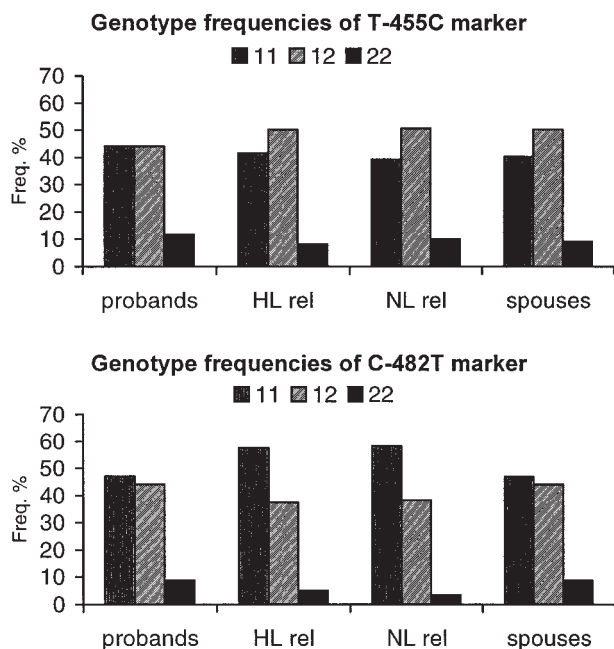 Genotype frequencies of T-455C marker
11 12 22
70
60
50
40
30
20
10
0
Freq. %
probands HL rel NL rel spouses
Genotype frequencies of C-482T marker
11 12 22
70
60
50
40
30
20
10
0
Freq. %
probands HL rel NL rel spouses